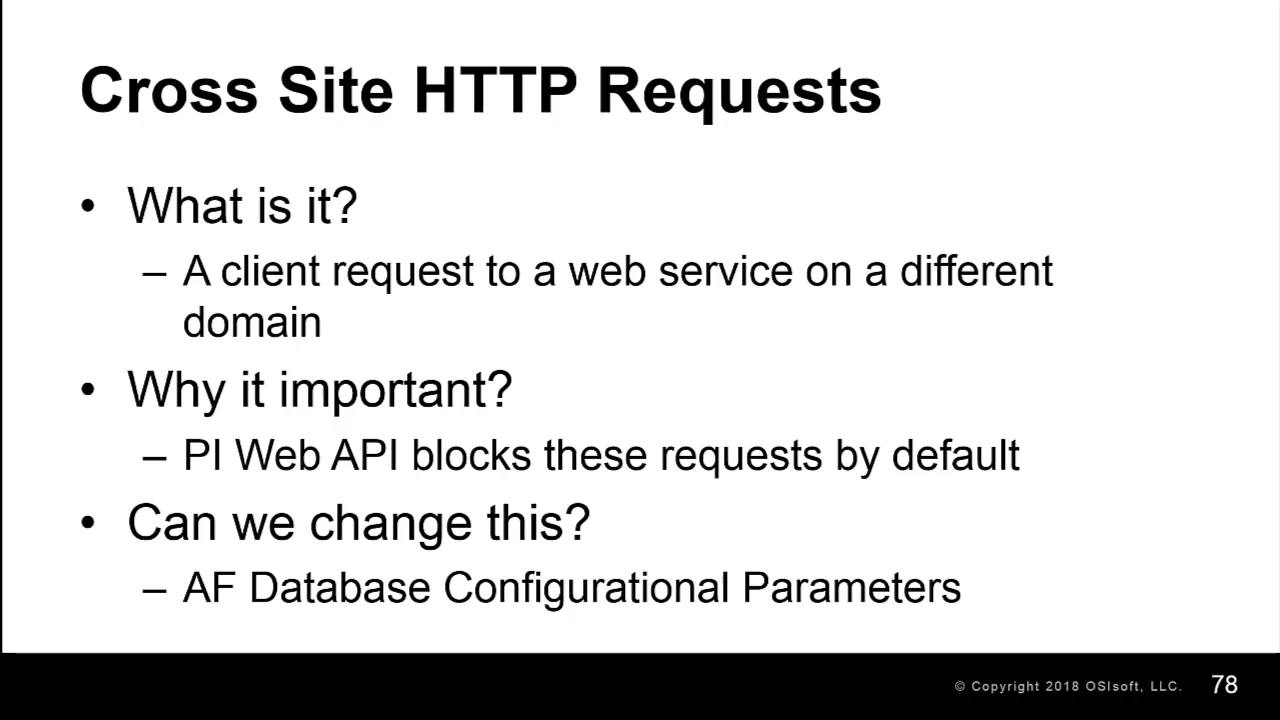 Cross Site HTTP Requests
• What is it?
– A client request to a web service on a different
domain
• Why it important?
– PI Web API blocks these requests by default
• Can we change this?
– AF Database Configurational Parameters
© Copyright 2018 OSIsoft, LLC. 78